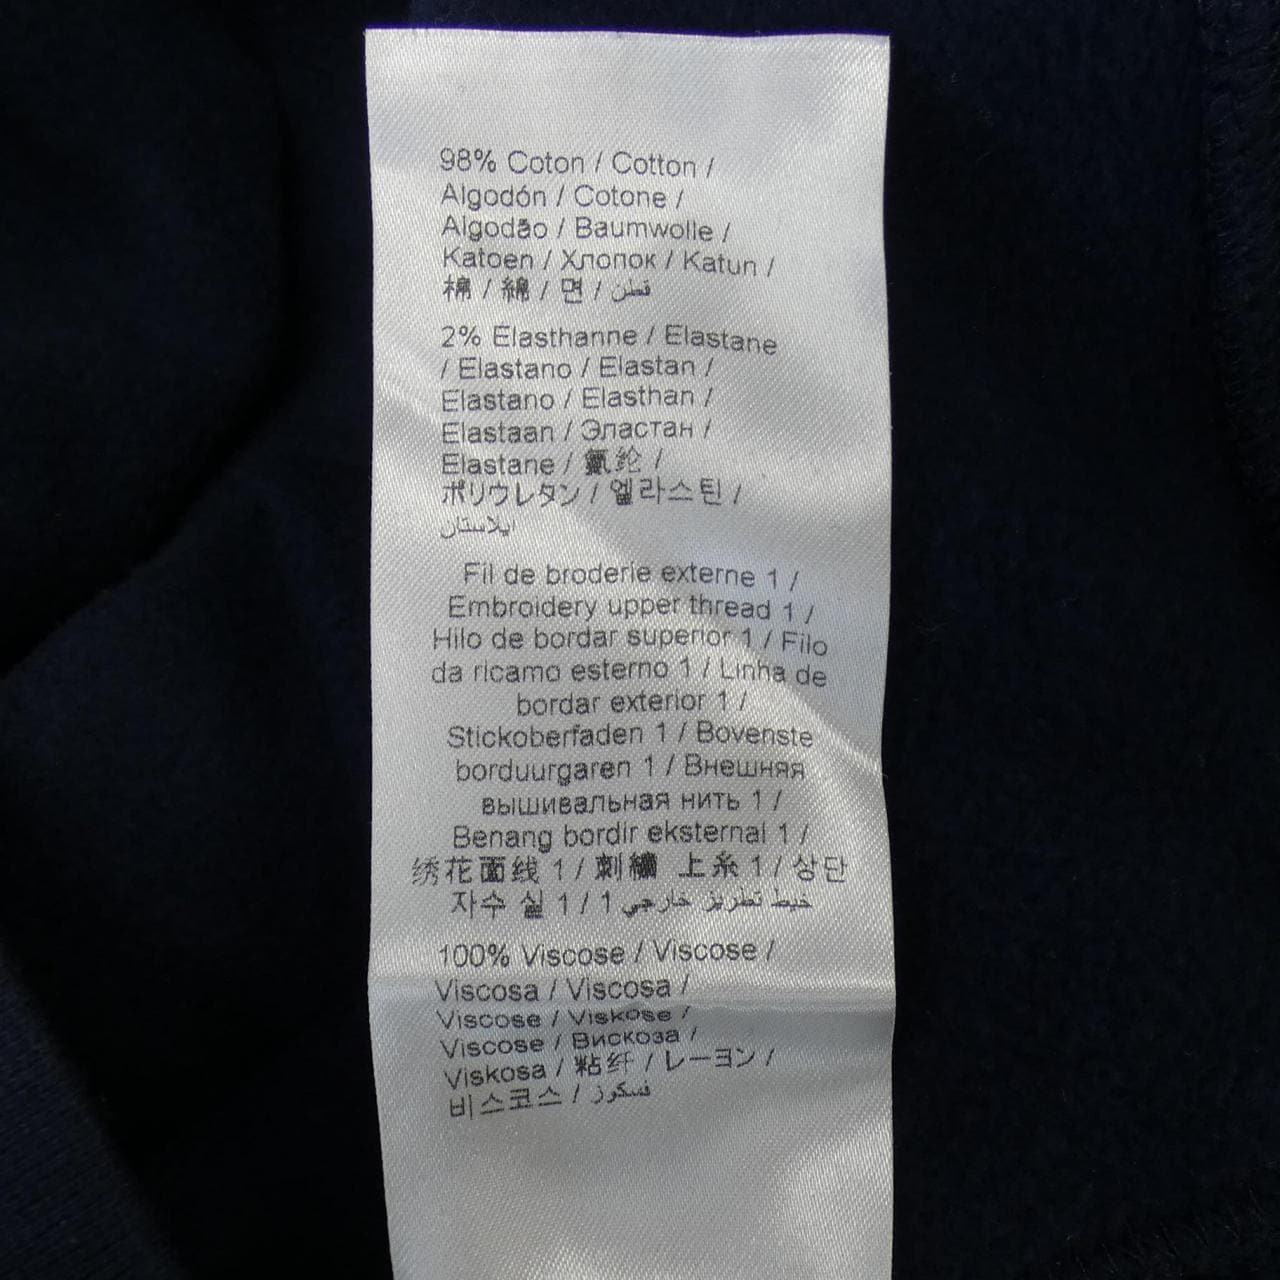 98% Coton / Cotton /
Algodón / Cotone /
Algodão / Baumwolle /
Katoen / Хлопок / Katun /
棉 / 綿 / 면 / قطن
2% Elasthanne / Elastane
/ Elastano / Elastan /
Elastano / Elasthan /
Elastaan / Эластан /
Elastane / 氨纶 /
ポリウレタン / 엘라스틴 /
ايلاستان
Fil de broderie externe 1 /
Embroidery upper thread 1 /
Hilo de bordar superior 1 / Filo
da ricamo esterno 1 / Linha de
bordar exterior 1 /
Stickoberfaden 1 / Bovenste
borduurgaren 1 / Внешняя
вышивальная нить 1 /
Benang bordir eksternal 1 /
绣花面线 1 / 刺繍 上糸 1 / 상단
자수 실 1 / 1 خيط تطريز خارجي
100% Viscose / Viscose /
Viscosa / Viscosa /
Viscose / Viskose /
Viscose / Вискоза /
Viskosa / 粘纤 / レーヨン /
비스코스 / فسكوز